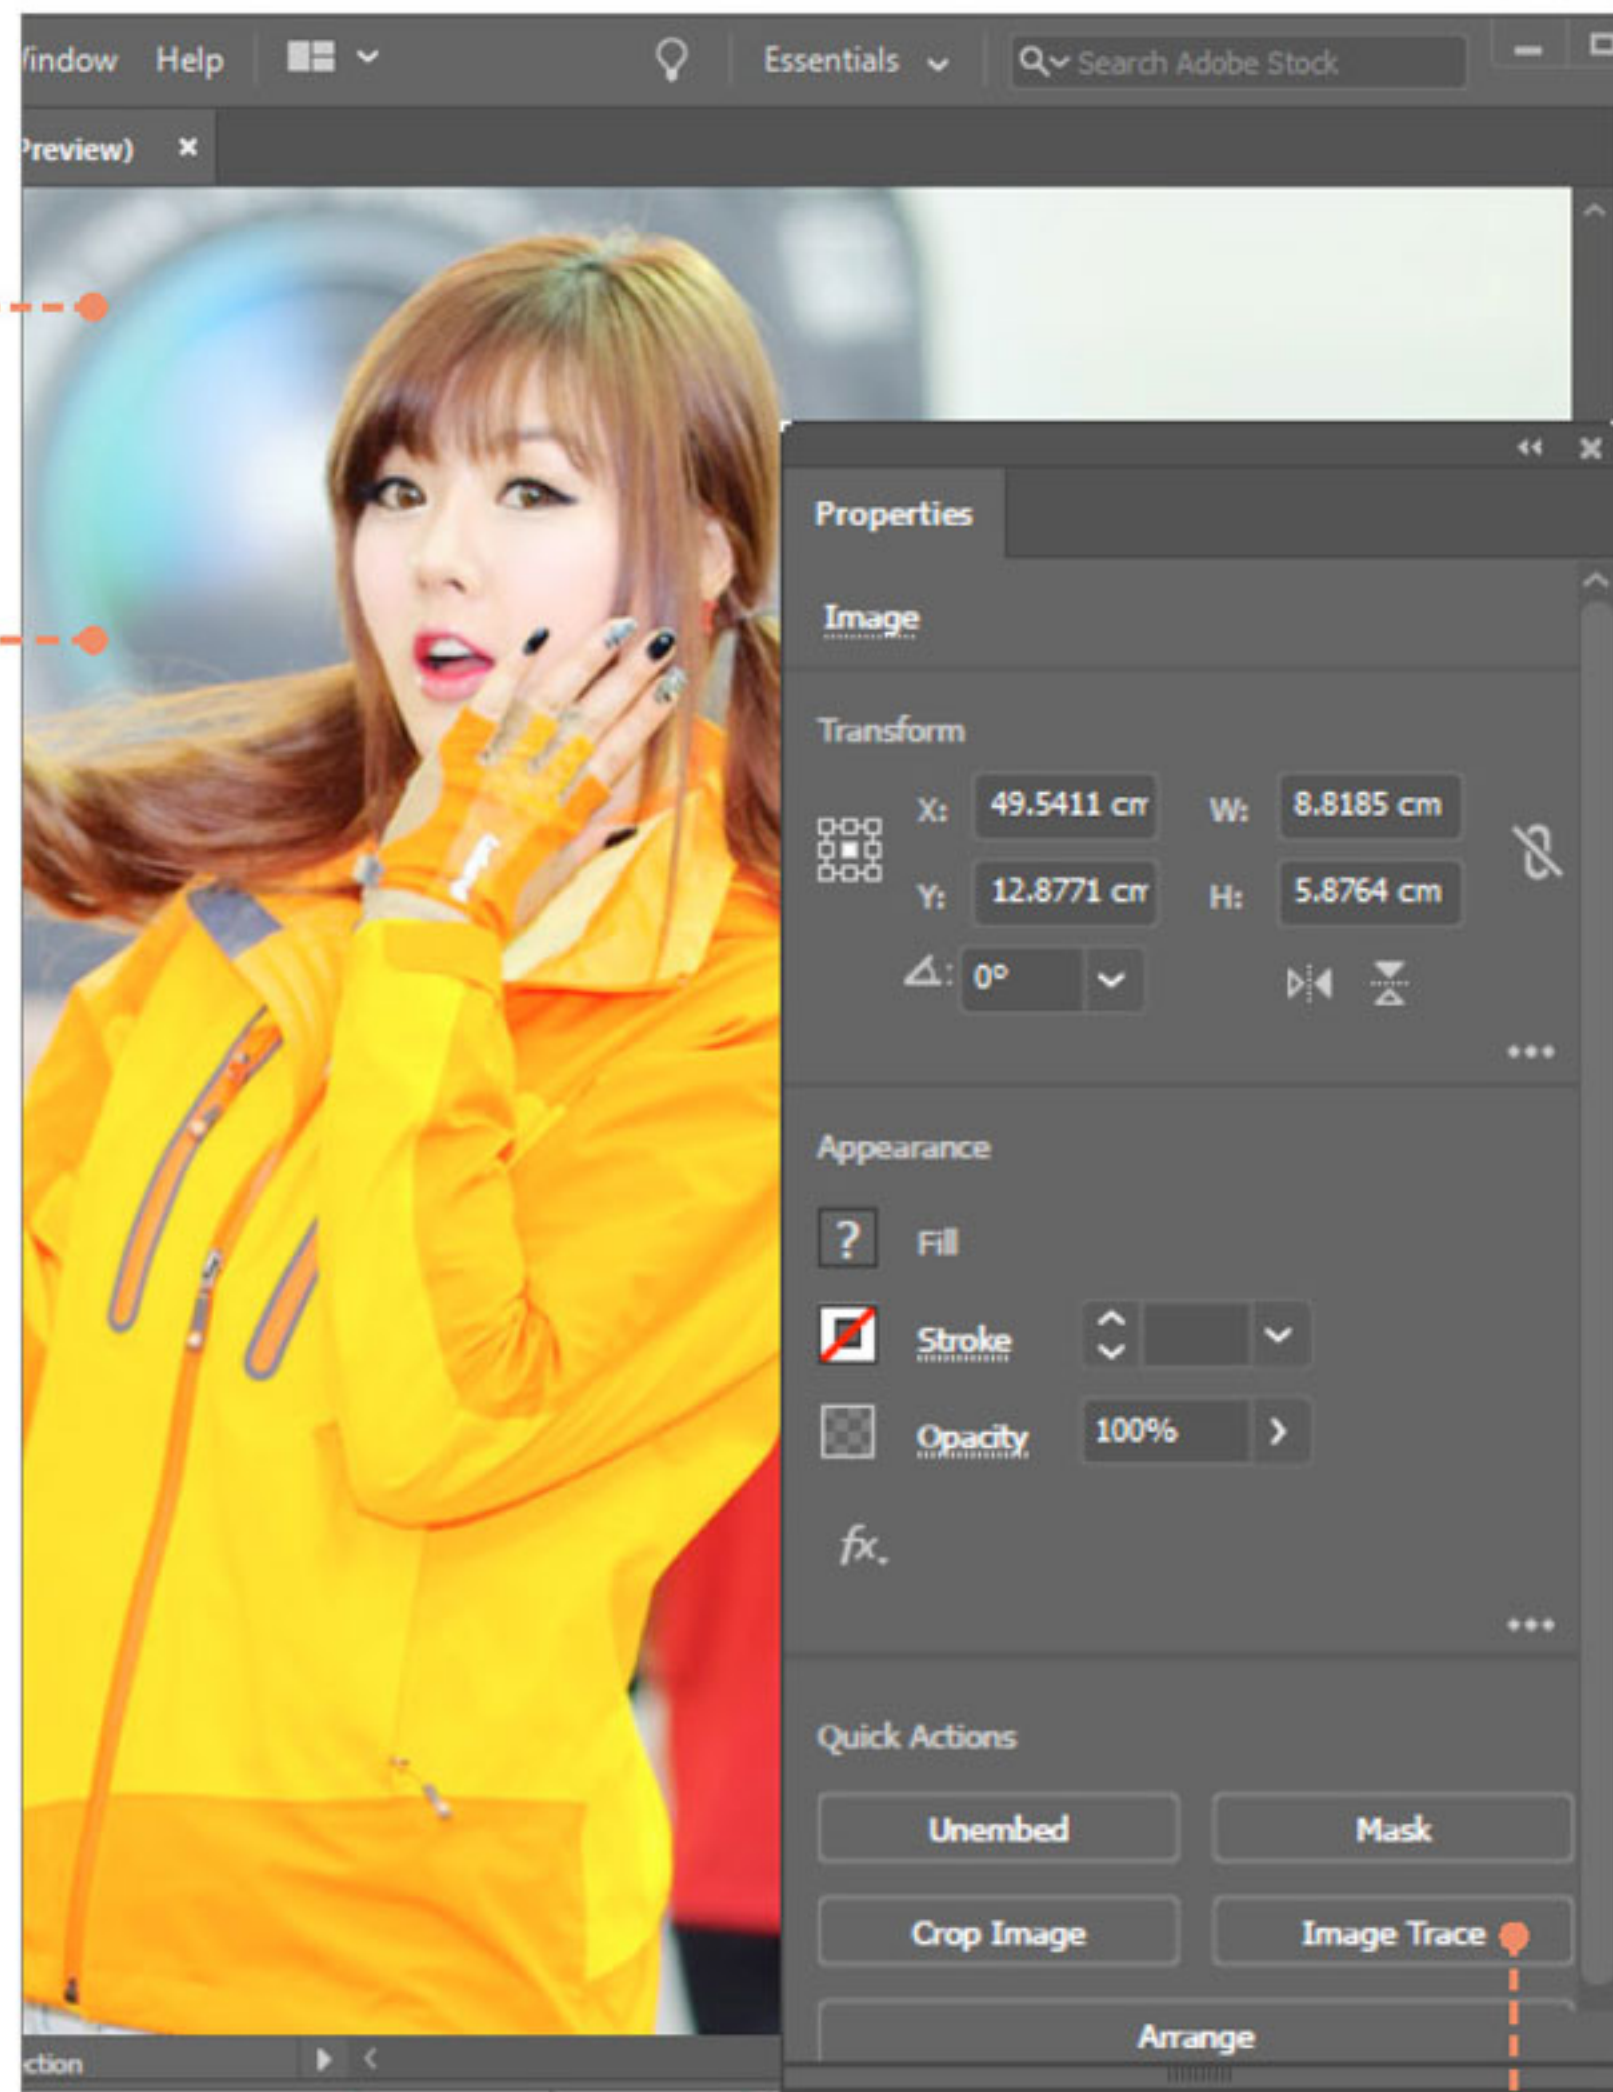 Window Help Essentials Search Adobe Stock
Preview)
Properties
Image
Transform
X: 49.5411 cm W: 8.8185 cm
Y: 12.8771 cm H: 5.8764 cm
0°
Appearance
? Fill
Stroke
Opacity 100%
fx.
Quick Actions
Unembed Mask
Crop Image Image Trace
Arrange
ction